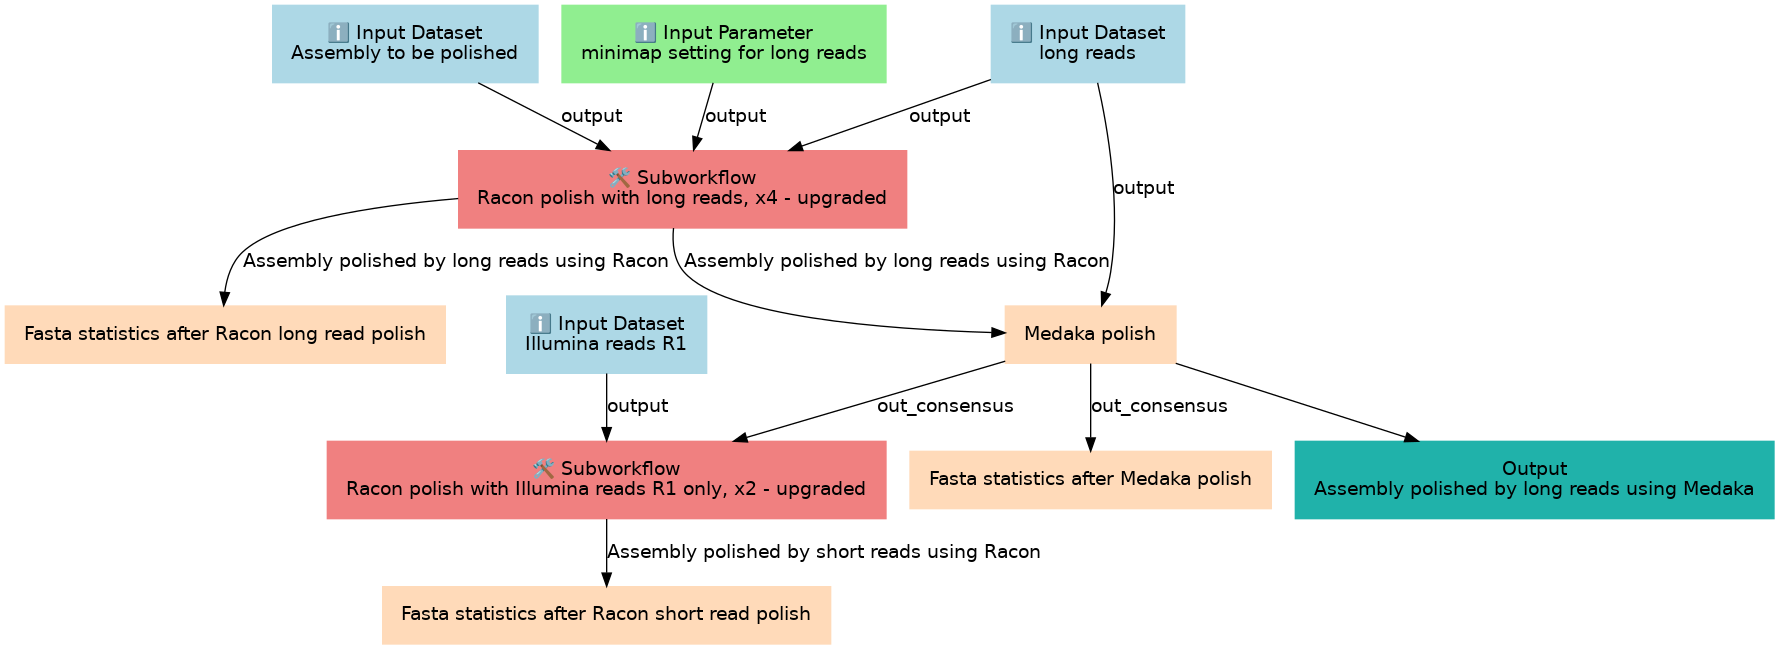 ℹ️ Input Dataset
Assembly to be polished
ℹ️ Input Parameter
minimap setting for long reads
ℹ️ Input Dataset
long reads
output
output
output
🛠️ Subworkflow
Racon polish with long reads, x4 - upgraded
output
Assembly polished by long reads using Racon
Assembly polished by long reads using Racon
Fasta statistics after Racon long read polish
ℹ️ Input Dataset
Illumina reads R1
Medaka polish
output
out_consensus
out_consensus
🛠️ Subworkflow
Racon polish with Illumina reads R1 only, x2 - upgraded
Fasta statistics after Medaka polish
Output
Assembly polished by long reads using Medaka
Assembly polished by short reads using Racon
Fasta statistics after Racon short read polish